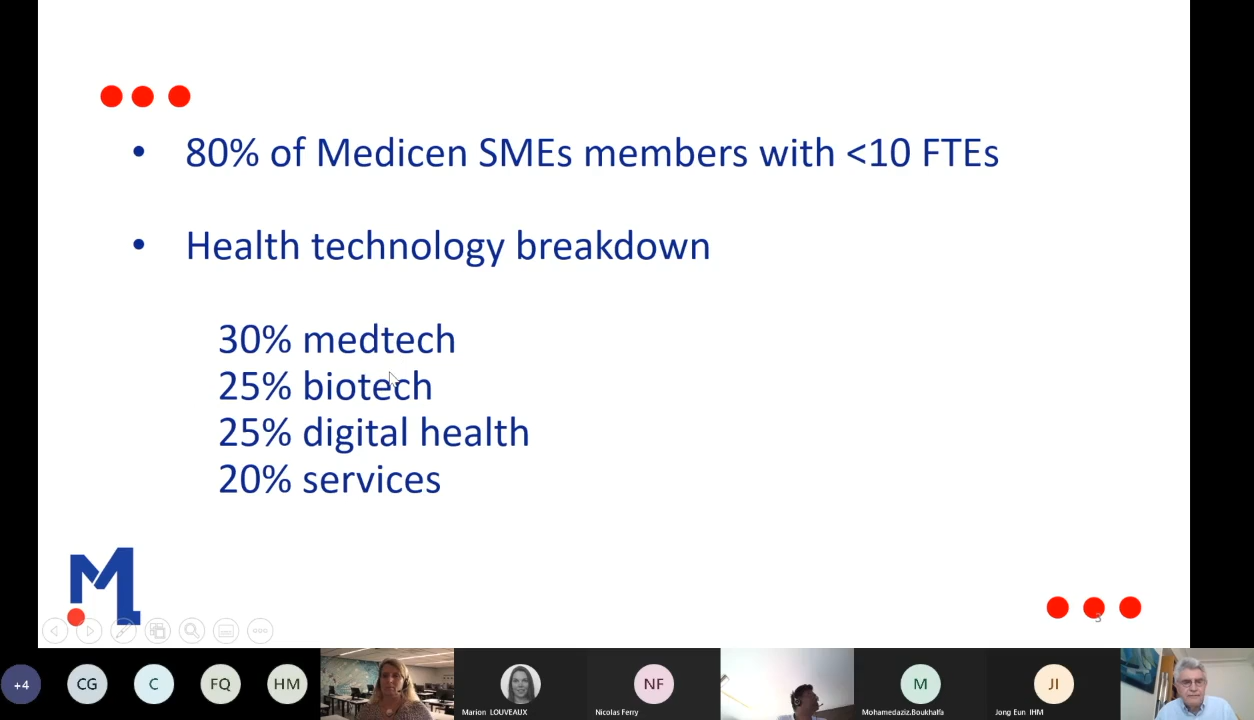 • 80% of Medicen SMEs members with <10 FTEs
• Health technology breakdown
30% medtech
25% biotech
25% digital health
20% services
M
3
+4
CG
C
FQ
HM
Marion LOUVEAUX
NF
Nicolas Ferry
M
Mohamedaziz.Boukhalfa
JI
Jong Eun IHM